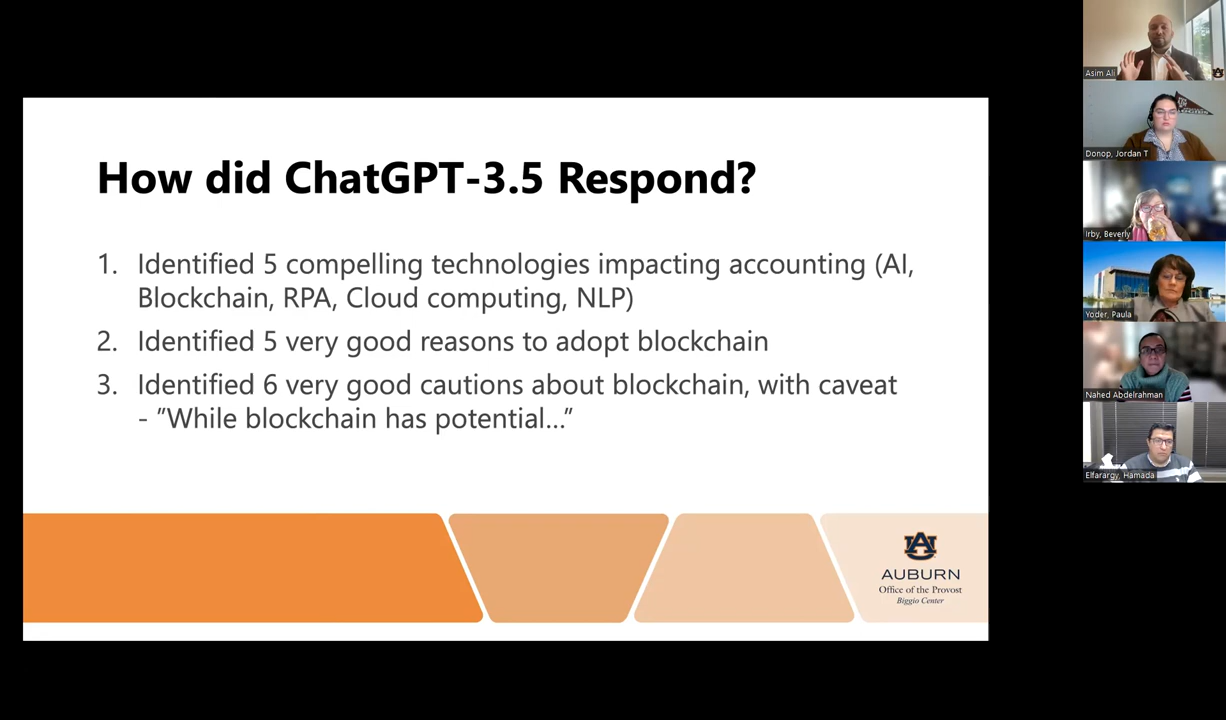 How did ChatGPT-3.5 Respond?
1. Identified 5 compelling technologies impacting accounting (AI,
Blockchain, RPA, Cloud computing, NLP)
2. Identified 5 very good reasons to adopt blockchain
3. Identified 6 very good cautions about blockchain, with caveat
- "While blockchain has potential…"
AUBURN
Office of the Provost
Biggio Center
Asim Ali
Donop, Jordan T
Irby, Beverly
Yoder, Paula
Nahed Abdelrahman
Elfarargy, Hamada